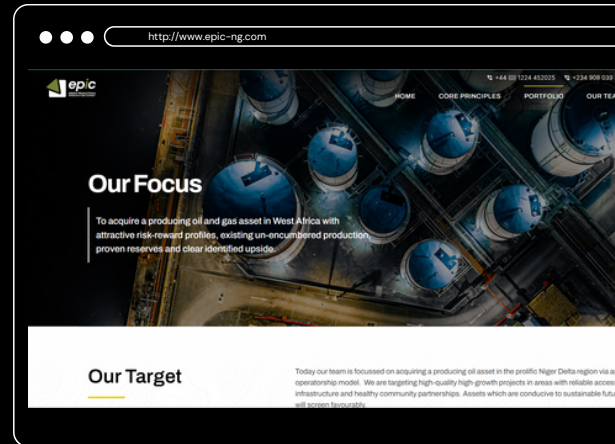 http://www.epic-ng.com
epic
+44 (0) 1224 452025 +234 908 039
HOME CORE PRINCIPLES PORTFOLIO OUR TEA
Our Focus
To acquire a producing oil and gas asset in West Africa with
attractive risk-reward profiles, existing un-encumbered production,
proven reserves and clear identified upside.
Our Target
Today our team is focussed on acquiring a producing oil asset in the prolific Niger Delta region via a
operatorship model. We are targeting high-quality high-growth projects in areas with reliable access
infrastructure and healthy community partnerships. Assets which are conducive to sustainable futu
will screen favourably.